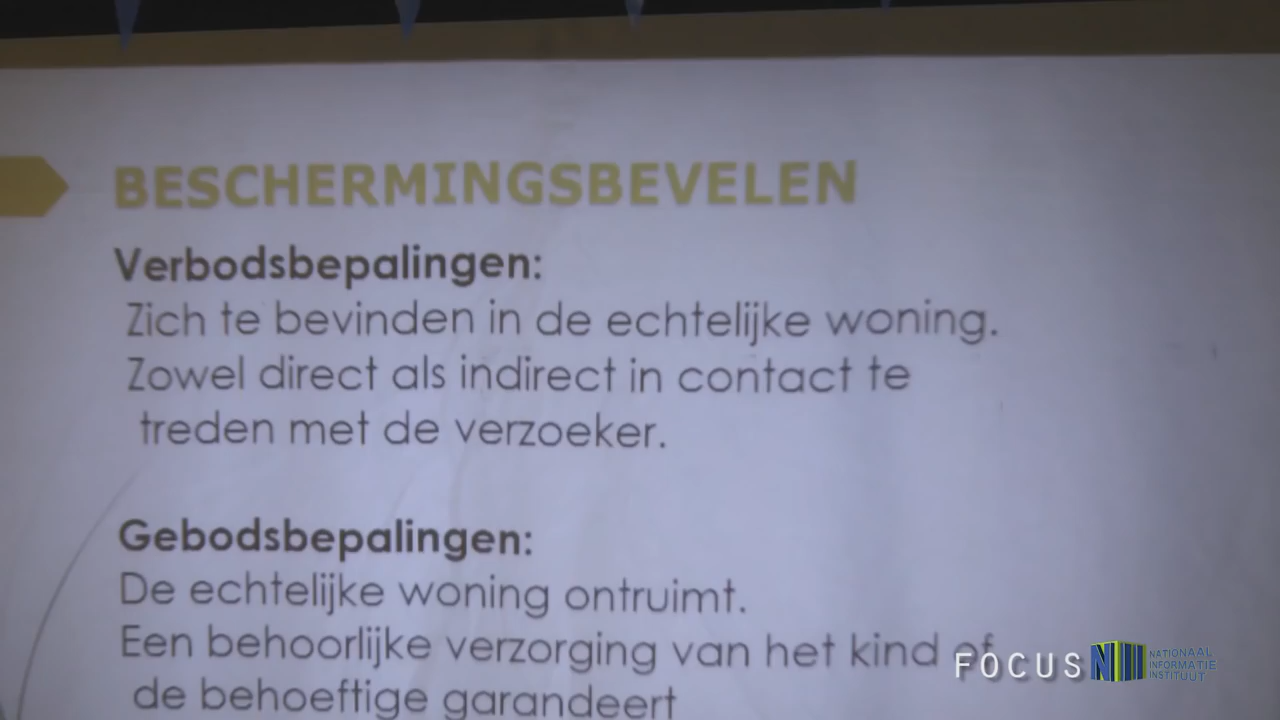 BESCHERMINGSBEVELEN
Verbodsbepalingen:
Zich te bevinden in de echtelijke woning.
Zowel direct als indirect in contact te
treden met de verzoeker.
Gebodsbepalingen:
De echtelijke woning ontruimt.
Een behoorlijke verzorging van het kind of
de behoeftige garandeert
FOCUS NII NATIONAAL
INFORMATIE
INSTITUUT